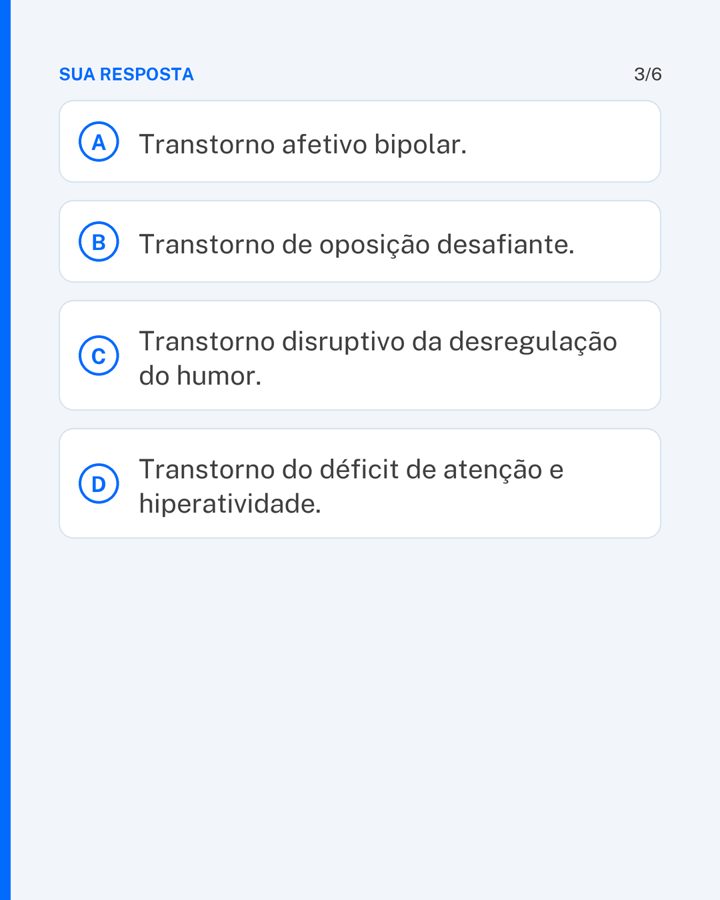 SUA RESPOSTA 3/6
A Transtorno afetivo bipolar.
B Transtorno de oposição desafiante.
C Transtorno disruptivo da desregulação
do humor.
D Transtorno do déficit de atenção e
hiperatividade.